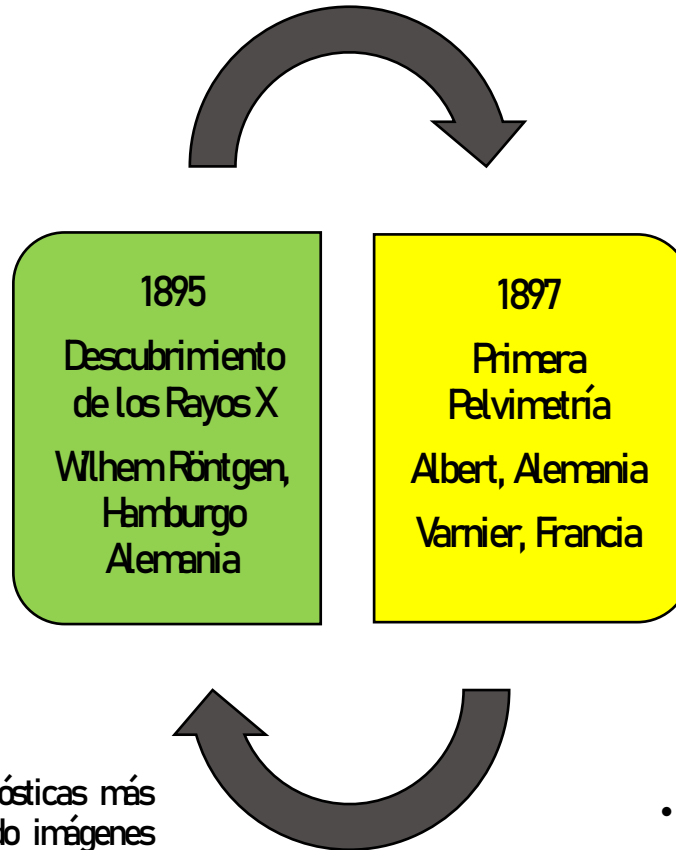 1895
Descubrimiento
de los Rayos X
Wilhem Röntgen,
Hamburgo
Alemania
1897
Primera
Pelvimetría
Albert, Alemania
Varnier, Francia
ósticas más
do imágenes
•